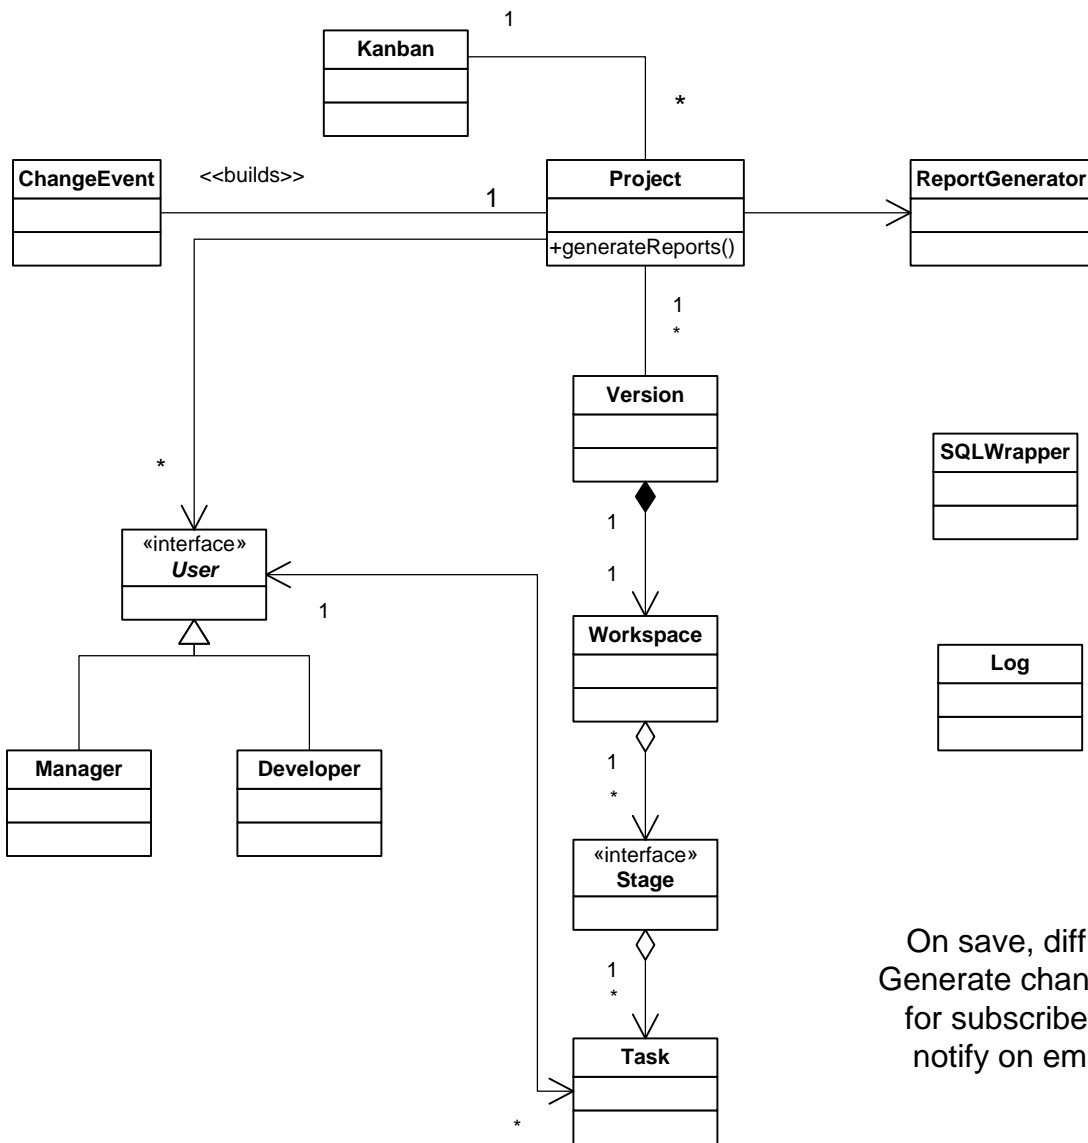 1
Kanban
*
ChangeEvent
<<builds>>
1
Project
+generateReports()
ReportGenerator
1
*
Version
SQLWrapper
*
1
«interface»
User
1
1
Workspace
Log
1
*
Manager
Developer
«interface»
Stage
1
*
On save, diff
Generate chan
for subscribe
notify on em
Task
*